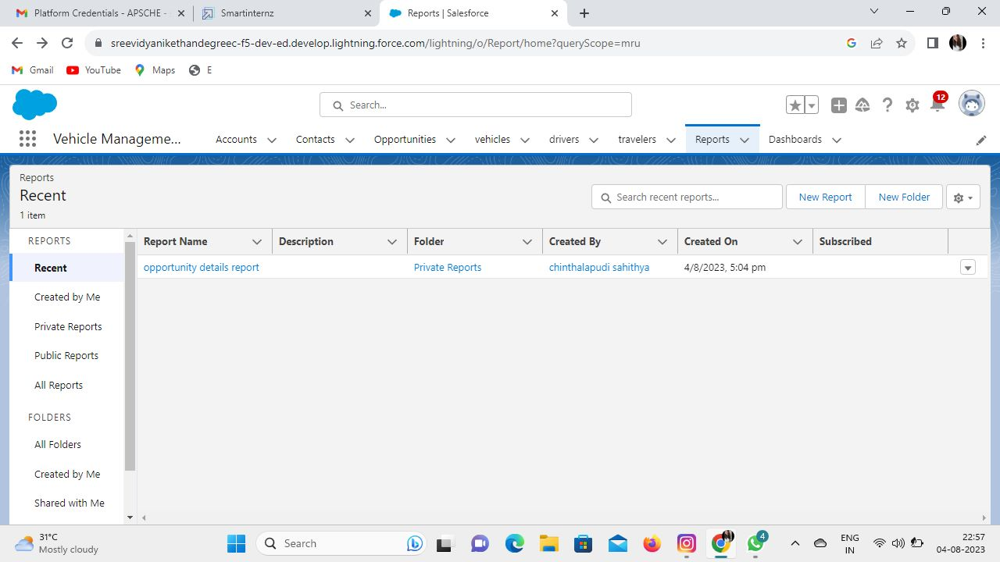 Platform Credentials - APSCHE -
Smartinternz
Reports | Salesforce
sreevidyanikethandegreec-f5-dev-ed.develop.lightning.force.com/lightning/o/Report/home?queryScope=mru
Gmail YouTube Maps E
Search...
12
Vehicle Manageme...
Accounts Contacts Opportunities vehicles drivers travelers Reports Dashboards
Reports
Recent
1 item
Search recent reports...
New Report
New Folder
REPORTS
Recent
Created by Me
Private Reports
Public Reports
All Reports
FOLDERS
All Folders
Created by Me
Shared with Me
Report Name Description Folder Created By Created On Subscribed
opportunity details report Private Reports chinthalapudi sahithya 4/8/2023, 5:04 pm
31°C
Mostly cloudy
Search
4
ENG
IN
22:57
04-08-2023